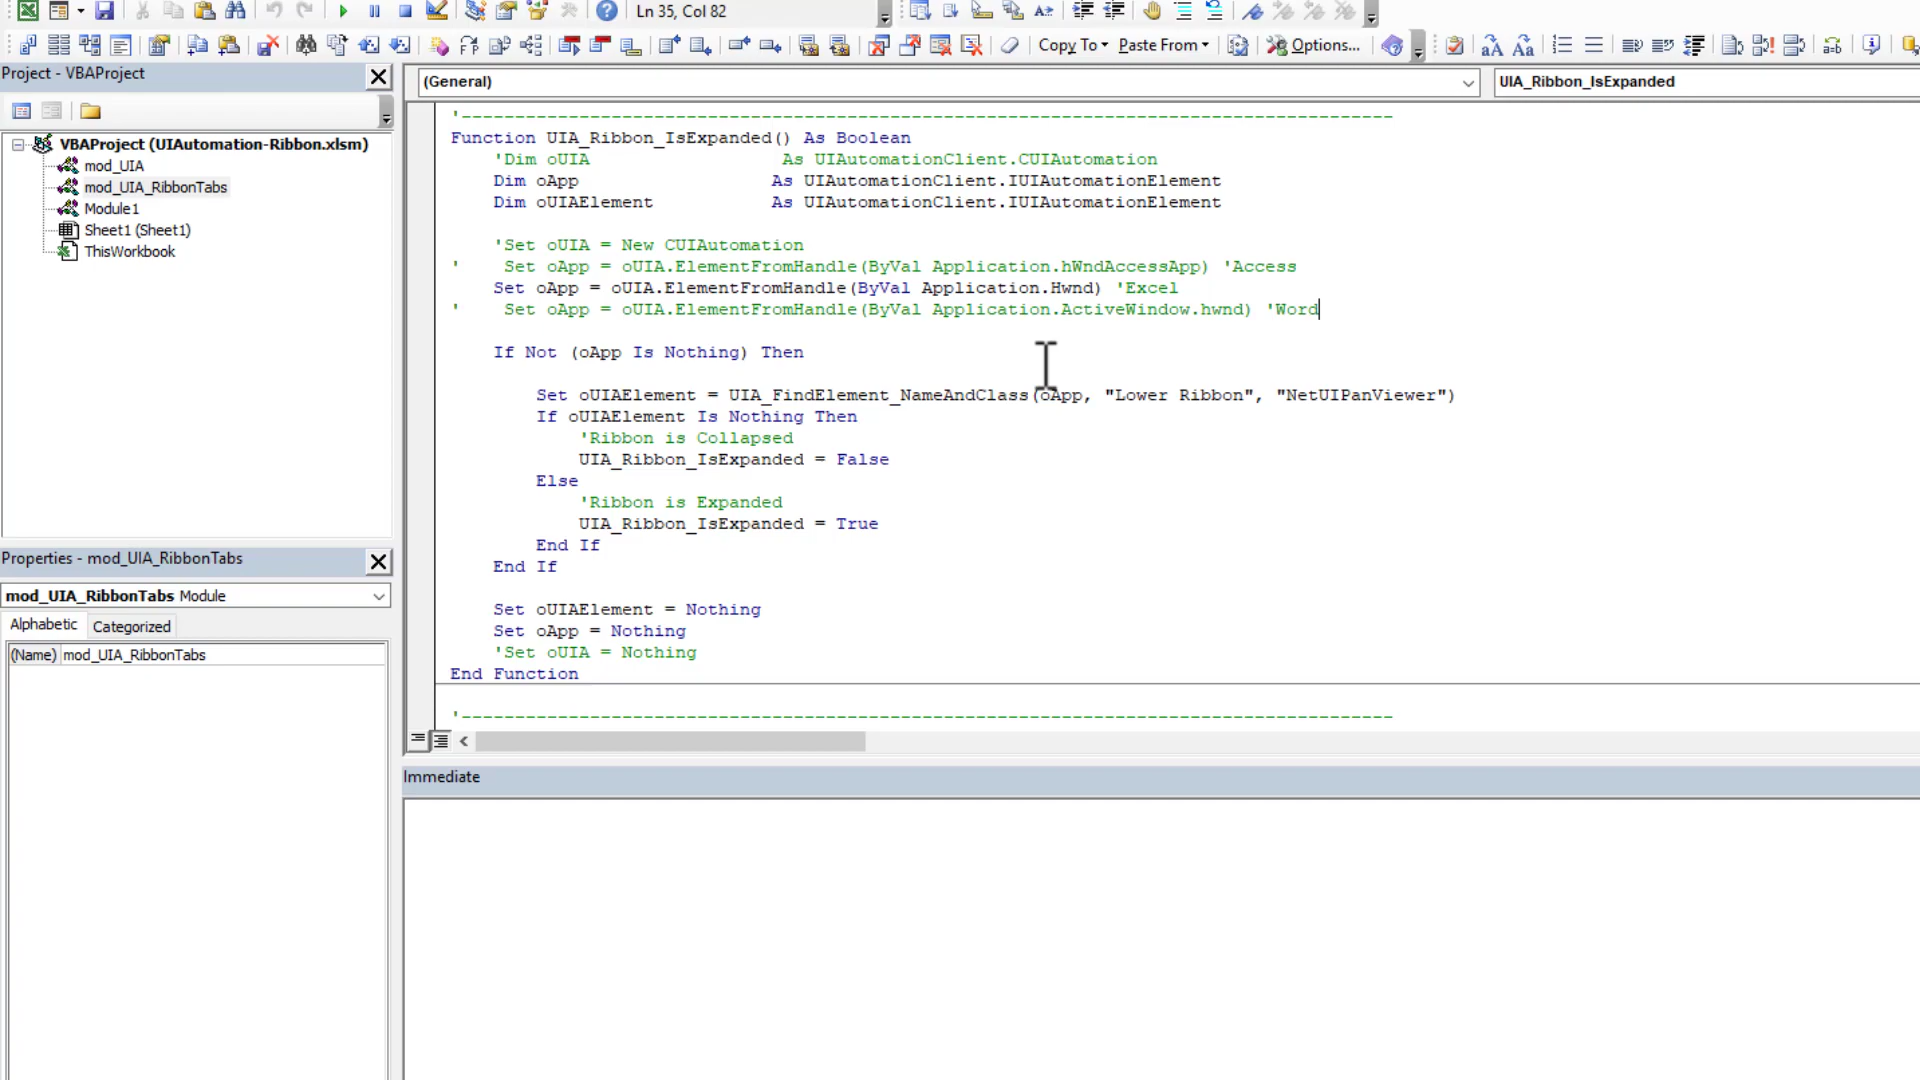 Ln 35, Col 82
Copy To
Paste From
Options...
Project - VBAProject
VBAProject (UIAutomation-Ribbon.xlsm)
mod_UIA
mod_UIA_RibbonTabs
Module1
Sheet1 (Sheet1)
ThisWorkbook
Properties - mod_UIA_RibbonTabs
mod_UIA_RibbonTabs Module
Alphabetic
Categorized
(Name) mod_UIA_RibbonTabs
(General)
UIA_Ribbon_IsExpanded
'---------------------------------------------------------------------------------------
Function UIA_Ribbon_IsExpanded() As Boolean
    'Dim oUIA                  As UIAutomationClient.CUIAutomation
    Dim oApp                  As UIAutomationClient.IUIAutomationElement
    Dim oUIAElement           As UIAutomationClient.IUIAutomationElement
    'Set oUIA = New CUIAutomation
'    Set oApp = oUIA.ElementFromHandle(ByVal Application.hWndAccessApp) 'Access
    Set oApp = oUIA.ElementFromHandle(ByVal Application.Hwnd) 'Excel
'    Set oApp = oUIA.ElementFromHandle(ByVal Application.ActiveWindow.hwnd) 'Word
    If Not (oApp Is Nothing) Then
        Set oUIAElement = UIA_FindElement_NameAndClass(oApp, "Lower Ribbon", "NetUIPanViewer")
        If oUIAElement Is Nothing Then
            'Ribbon is Collapsed
            UIA_Ribbon_IsExpanded = False
        Else
            'Ribbon is Expanded
            UIA_Ribbon_IsExpanded = True
        End If
    End If
    Set oUIAElement = Nothing
    Set oApp = Nothing
    'Set oUIA = Nothing
End Function
'---------------------------------------------------------------------------------------
Immediate